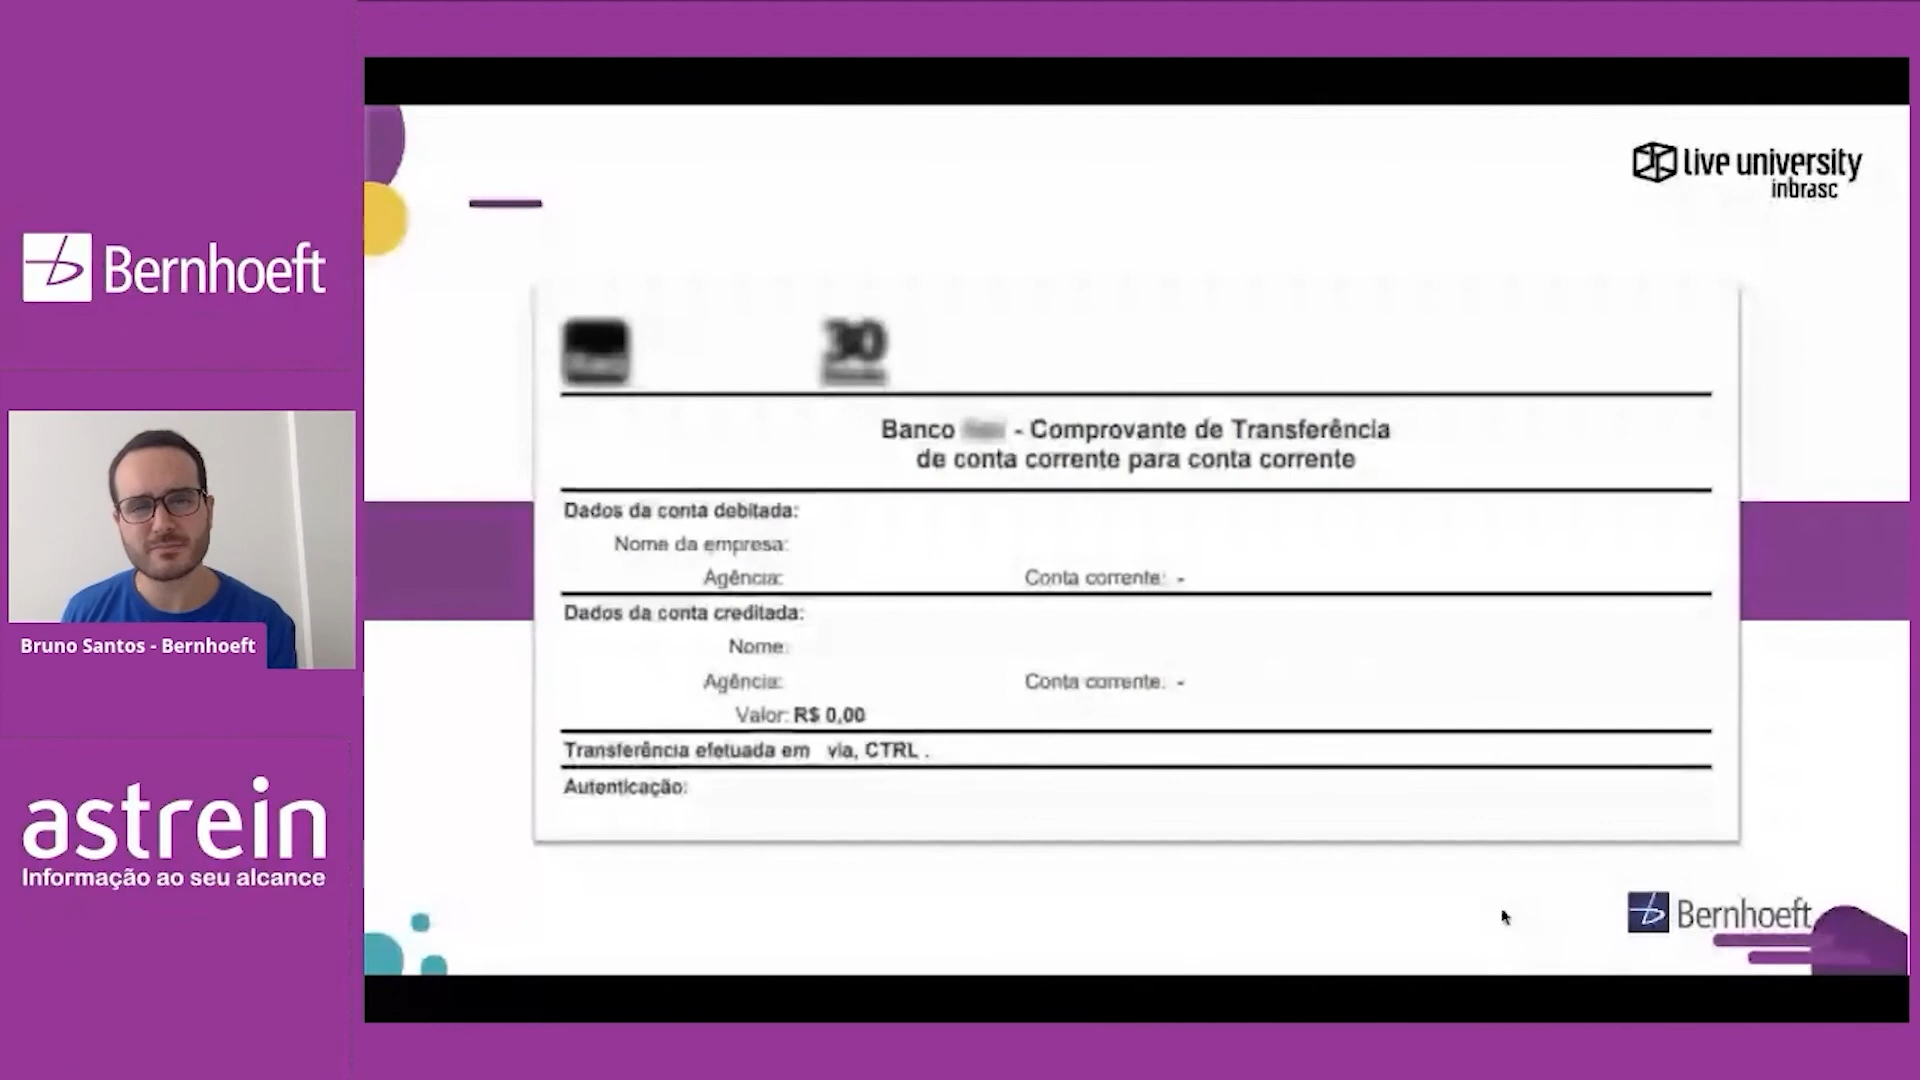 Bernhoeft
Bruno Santos - Bernhoeft
astrein
Informação ao seu alcance
live university
inbrasc
30
Banco - Comprovante de Transferência
de conta corrente para conta corrente
Dados da conta debitada:
Nome da empresa:
Agência: Conta corrente: -
Dados da conta creditada:
Nome:
Agência: Conta corrente: -
Valor: R$ 0,00
Transferência efetuada em via, CTRL .
Autenticação:
Bernhoeft